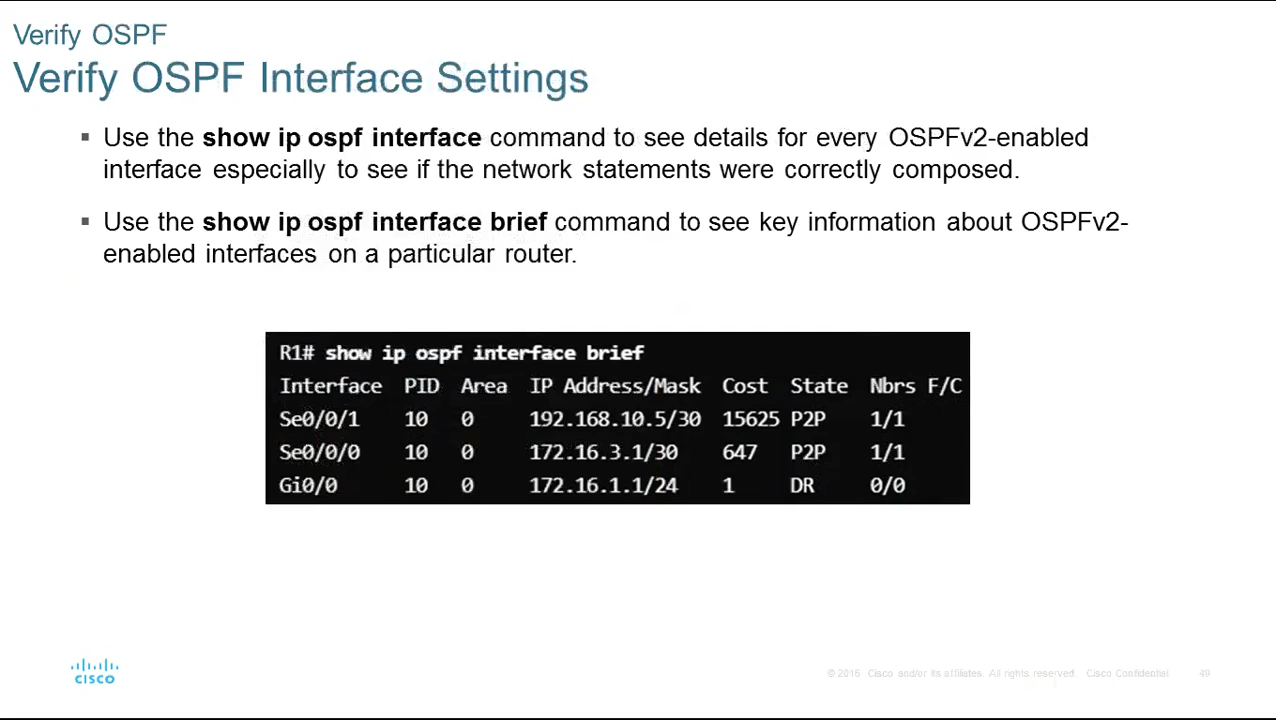 Verify OSPF
Verify OSPF Interface Settings
▪ Use the show ip ospf interface command to see details for every OSPFv2-enabled
interface especially to see if the network statements were correctly composed.
▪ Use the show ip ospf interface brief command to see key information about OSPFv2-
enabled interfaces on a particular router.
R1# show ip ospf interface brief
Interface PID Area IP Address/Mask Cost State Nbrs F/C
Se0/0/1 10 0 192.168.10.5/30 15625 P2P 1/1
Se0/0/0 10 0 172.16.3.1/30 647 P2P 1/1
Gi0/0 10 0 172.16.1.1/24 1 DR 0/0
CISCO
© 2016 Cisco and/or its affiliates. All rights reserved. Cisco Confidential 49